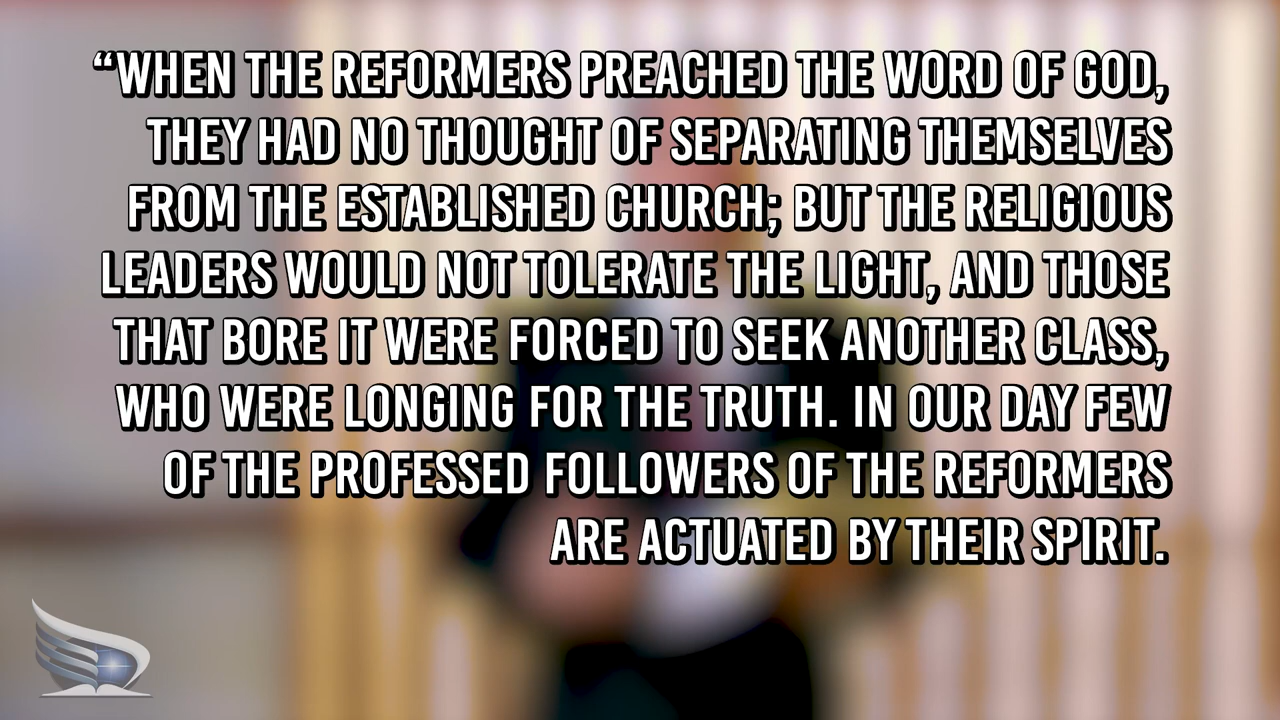 “WHEN THE REFORMERS PREACHED THE WORD OF GOD,
THEY HAD NO THOUGHT OF SEPARATING THEMSELVES
FROM THE ESTABLISHED CHURCH; BUT THE RELIGIOUS
LEADERS WOULD NOT TOLERATE THE LIGHT, AND THOSE
THAT BORE IT WERE FORCED TO SEEK ANOTHER CLASS,
WHO WERE LONGING FOR THE TRUTH. IN OUR DAY FEW
OF THE PROFESSED FOLLOWERS OF THE REFORMERS
ARE ACTUATED BY THEIR SPIRIT.